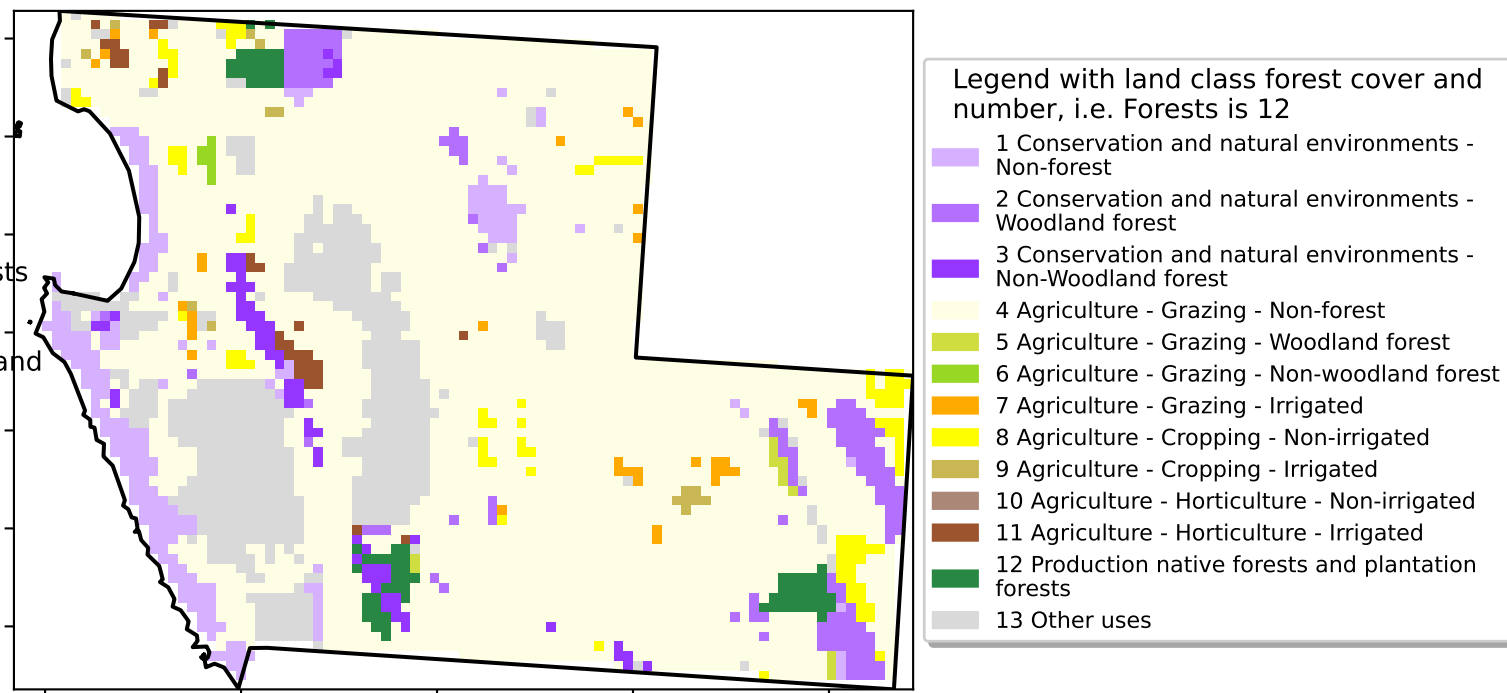 Legend with land class forest cover and
number, i.e. Forests is 12
1 Conservation and natural environments -
Non-forest
2 Conservation and natural environments -
Woodland forest
3 Conservation and natural environments -
Non-Woodland forest
4 Agriculture - Grazing - Non-forest
5 Agriculture - Grazing - Woodland forest
6 Agriculture - Grazing - Non-woodland forest
7 Agriculture - Grazing - Irrigated
8 Agriculture - Cropping - Non-irrigated
9 Agriculture - Cropping - Irrigated
10 Agriculture - Horticulture - Non-irrigated
11 Agriculture - Horticulture - Irrigated
12 Production native forests and plantation
forests
13 Other uses
sts
and